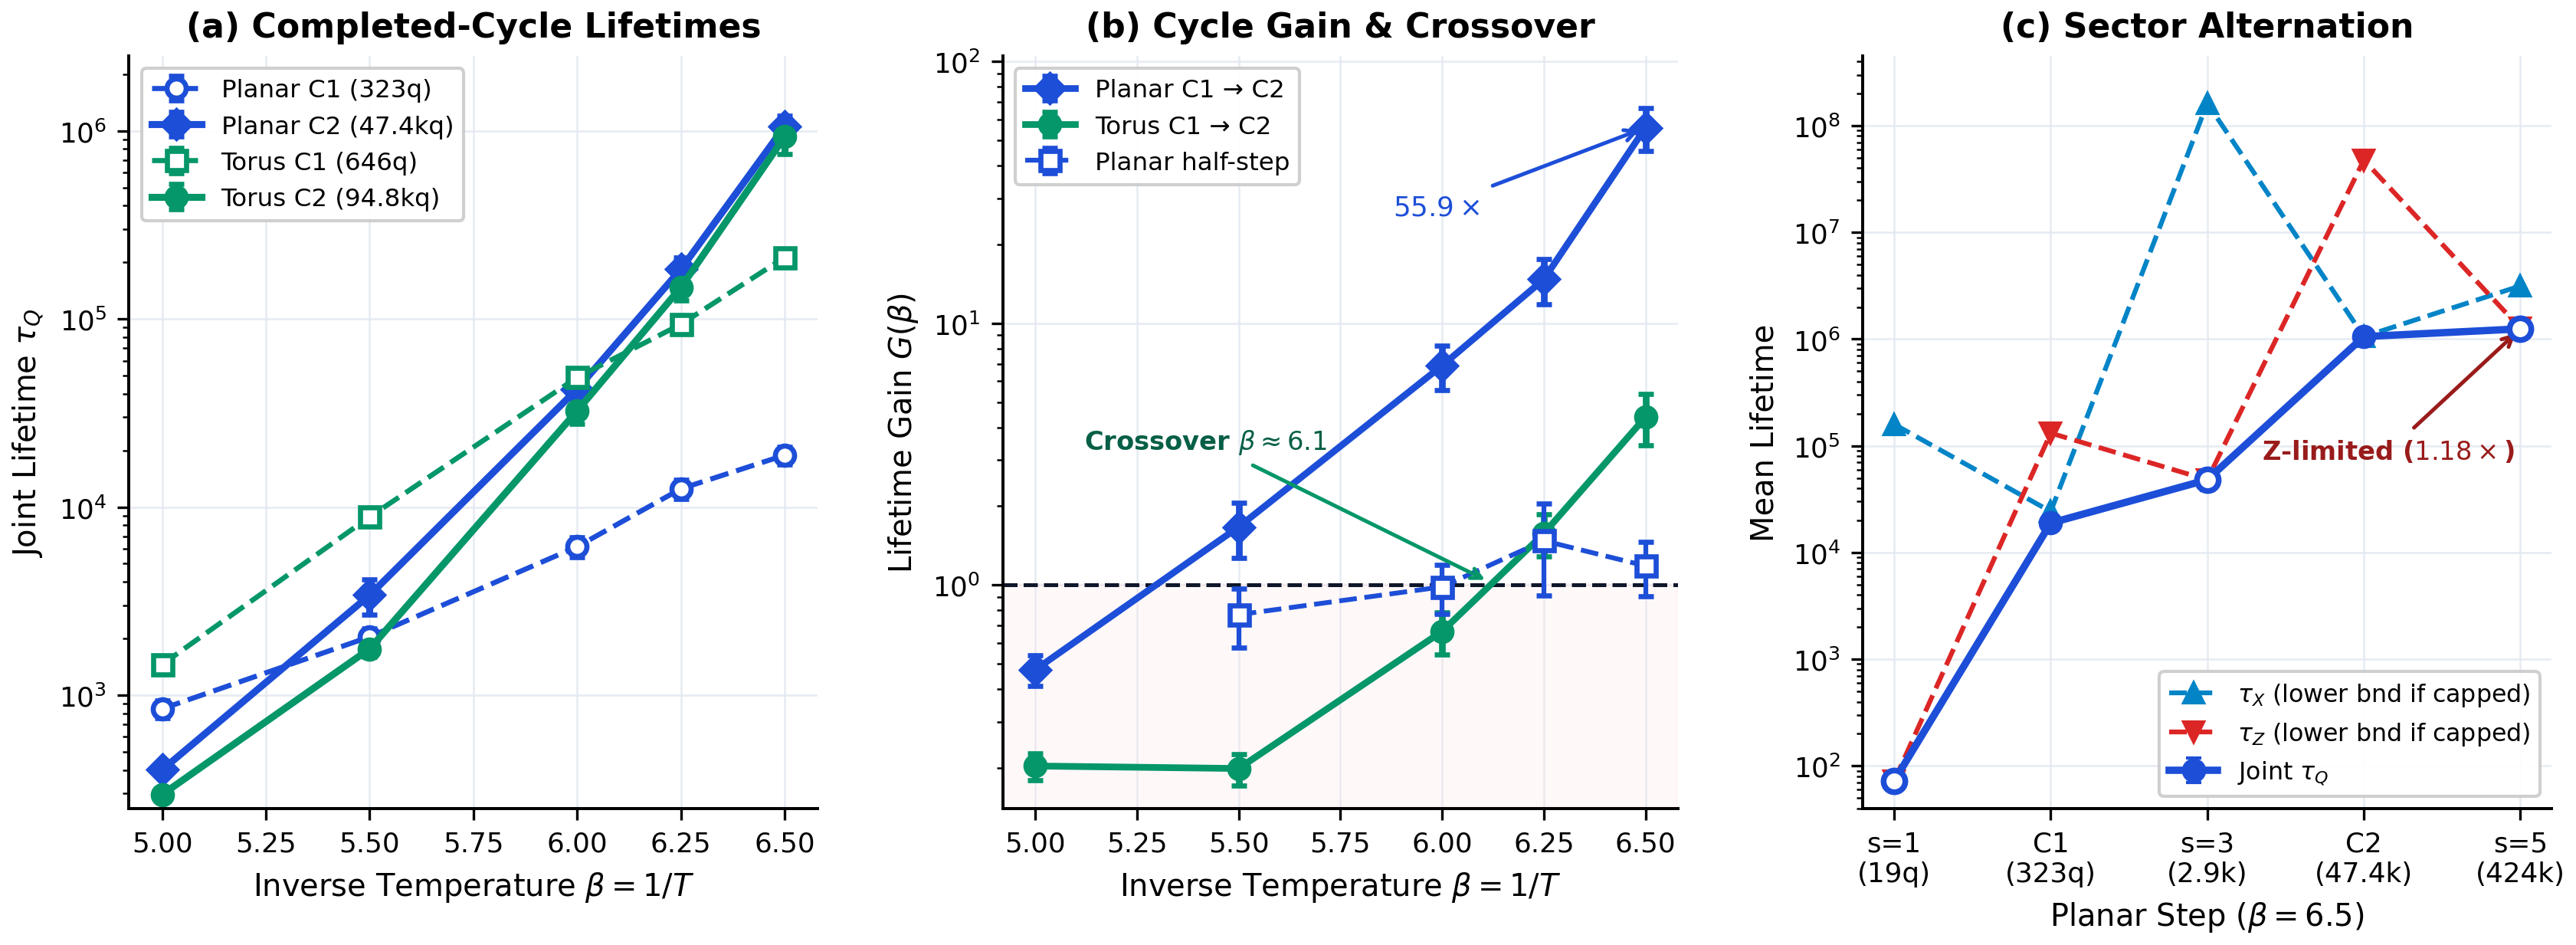 (a) Completed-Cycle Lifetimes
Joint Lifetime τ_Q
10^6
10^5
10^4
10^3
Planar C1 (323q)
Planar C2 (47.4kq)
Torus C1 (646q)
Torus C2 (94.8kq)
5.00 5.25 5.50 5.75 6.00 6.25 6.50
Inverse Temperature β = 1/T
(b) Cycle Gain & Crossover
Lifetime Gain G(β)
10^2
10^1
10^0
Planar C1 → C2
Torus C1 → C2
Planar half-step
55.9 ×
Crossover β ≈ 6.1
5.00 5.25 5.50 5.75 6.00 6.25 6.50
Inverse Temperature β = 1/T
(c) Sector Alternation
Mean Lifetime
10^8
10^7
10^6
10^5
10^4
10^3
10^2
Z-limited (1.18 ×)
τ_X (lower bnd if capped)
τ_Z (lower bnd if capped)
Joint τ_Q
s=1 C1 s=3 C2 s=5
(19q) (323q) (2.9k) (47.4k) (424k)
Planar Step (β = 6.5)